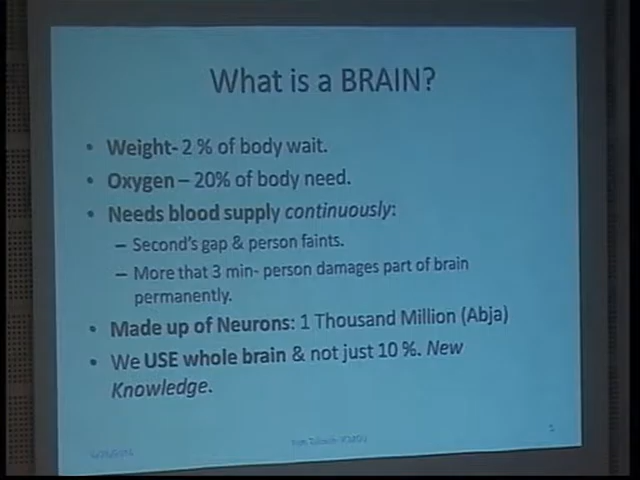 What is a BRAIN?
• Weight- 2 % of body wait.
• Oxygen – 20% of body need.
• Needs blood supply continuously:
– Second's gap & person faints.
– More that 3 min- person damages part of brain
permanently.
• Made up of Neurons: 1 Thousand Million (Abja)
• We USE whole brain & not just 10 %. New
Knowledge.